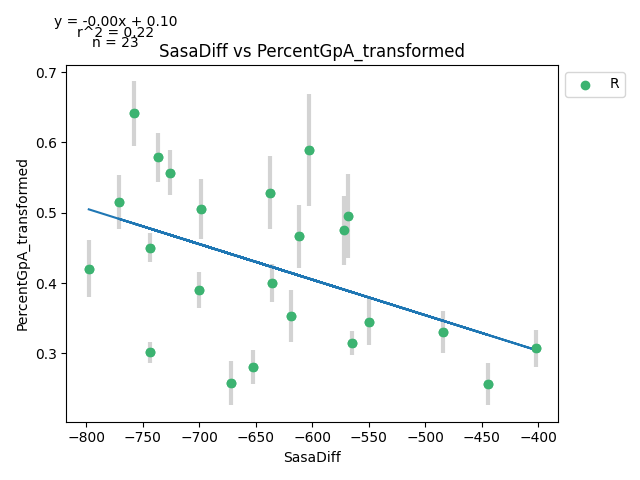 y = -0.00x + 0.10
r^2 = 0.22
n = 23
SasaDiff vs PercentGpA_transformed
R
PercentGpA_transformed
0.7
0.6
0.5
0.4
0.3
−800
−750
−700
−650
−600
−550
−500
−450
−400
SasaDiff